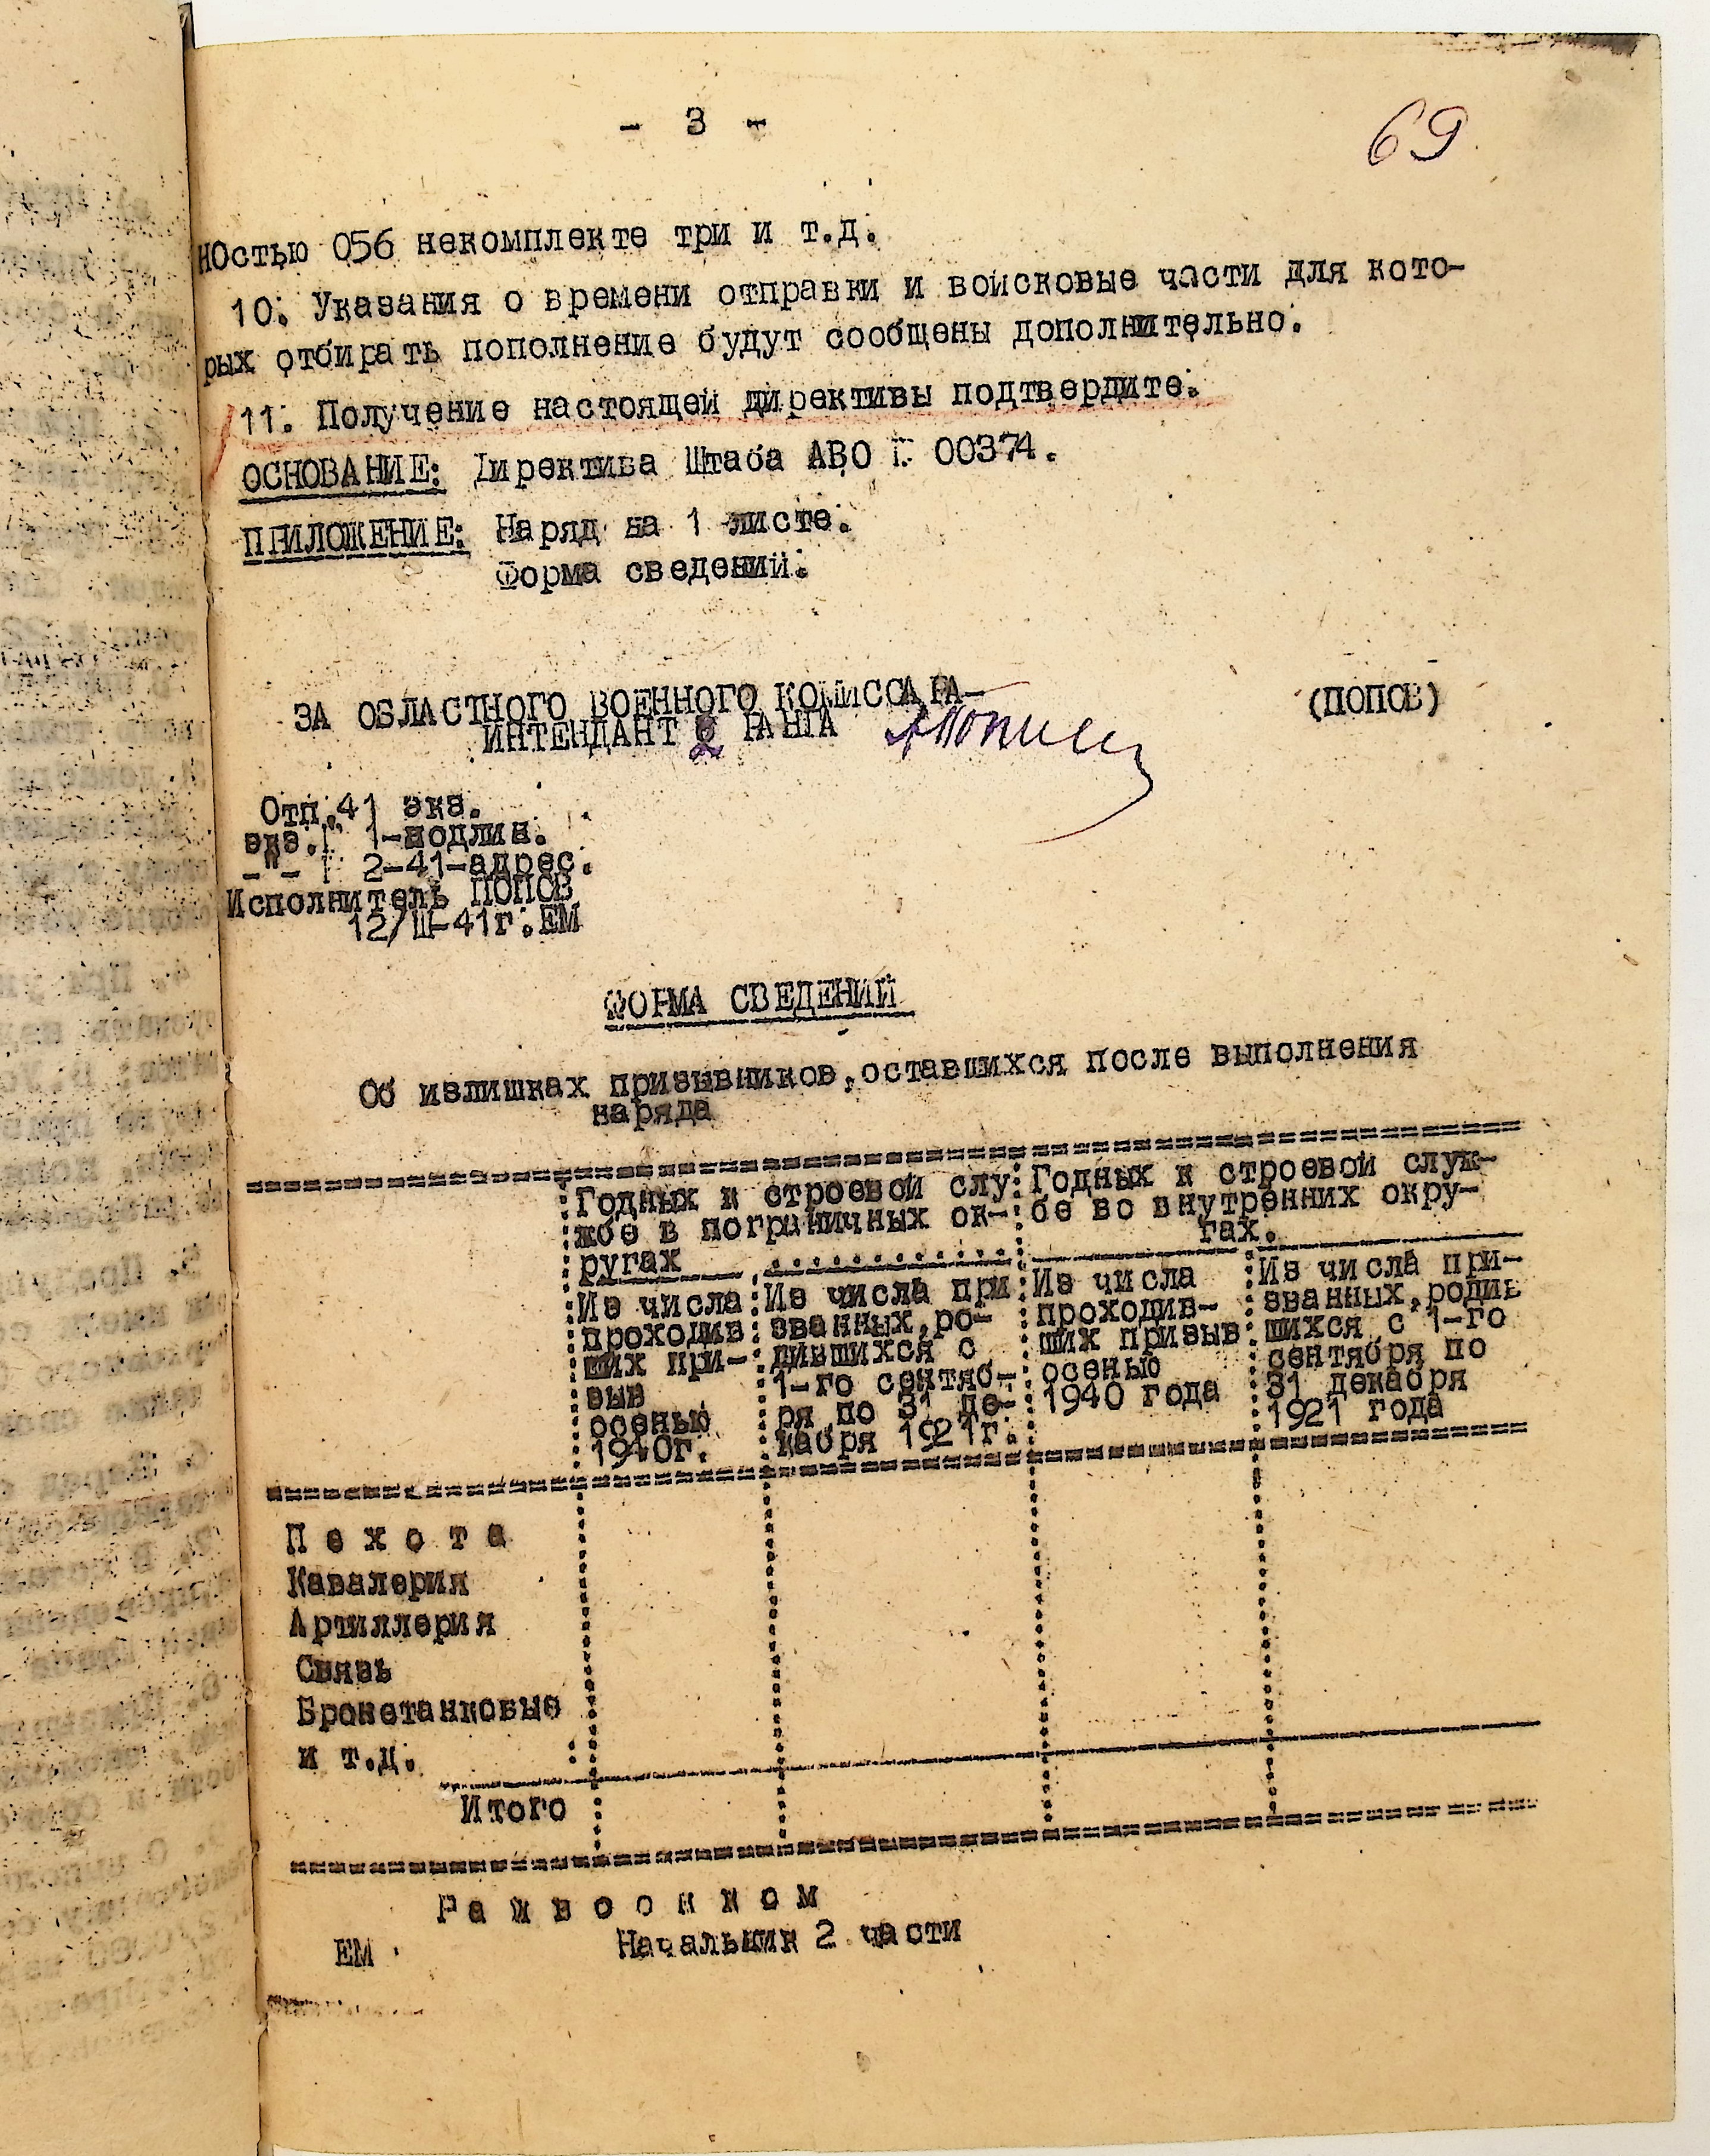 - 3 -
69
ностью 056 некомплекте три и т.д.
10. Указания о времени отправки и войсковые части для кото-
рых отбирать пополнение будут сообщены дополнительно.
11. Получение настоящей директивы подтвердите.
ОСНОВАНИЕ: Директива Штаба АВО № 00374.
ПРИЛОЖЕНИЕ: Наряд на 1 листе.
Форма сведений.
ЗА ОБЛАСТНОГО ВОЕННОГО КОМИССАРА-
ИНТЕНДАНТ 2 РАНГА
(ПОПОВ)
Отп.41 экз.
экз.№ 1-подлин.
-"- № 2-41-адрес.
Исполнитель ПОПОВ
12/Ш-41г.ЕМ
ФОРМА СВЕДЕНИЙ
Об излишках призывников, оставшихся после выполнения
наряда
Годных к строевой слу
жбе в пограничных ок-
ругах
Годных к строевой служ-
бе во внутренних окру-
гах.
Из числа
проходив
ших при-
зыв
осенью
1940г.
Из числа при
званных, ро-
дившихся с
1-го сентяб-
ря по 31 де-
кабря 1921г.
Из числа
проходив-
ших призыв
осенью
1940 года
Из числа при-
званных, родив
шихся с 1-го
сентября по
31 декабря
1921 года
П е х о т а
Кавалерия
Артиллерия
Связь
Бронетанковые
и т.д.
Итого
Р а й в о е н к о м
Начальник 2 части
ЕМ